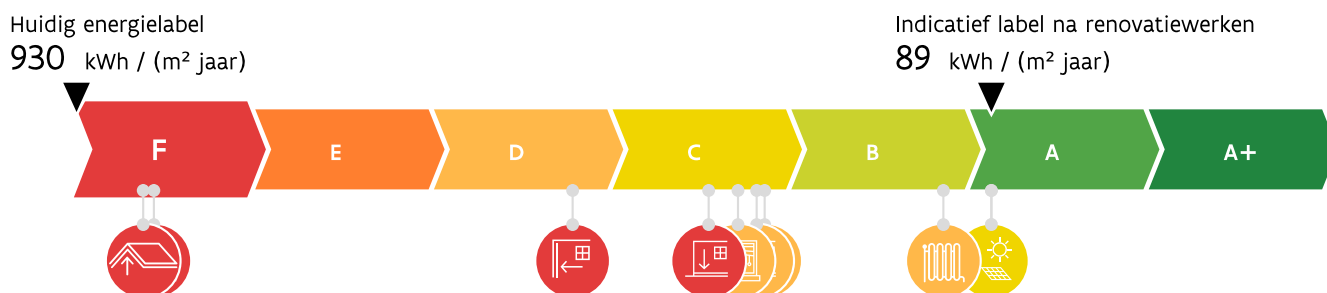 Huidig energielabel
930 kWh / (m² jaar)
Indicatief label na renovatiewerken
89 kWh / (m² jaar)
F E D C B A A+